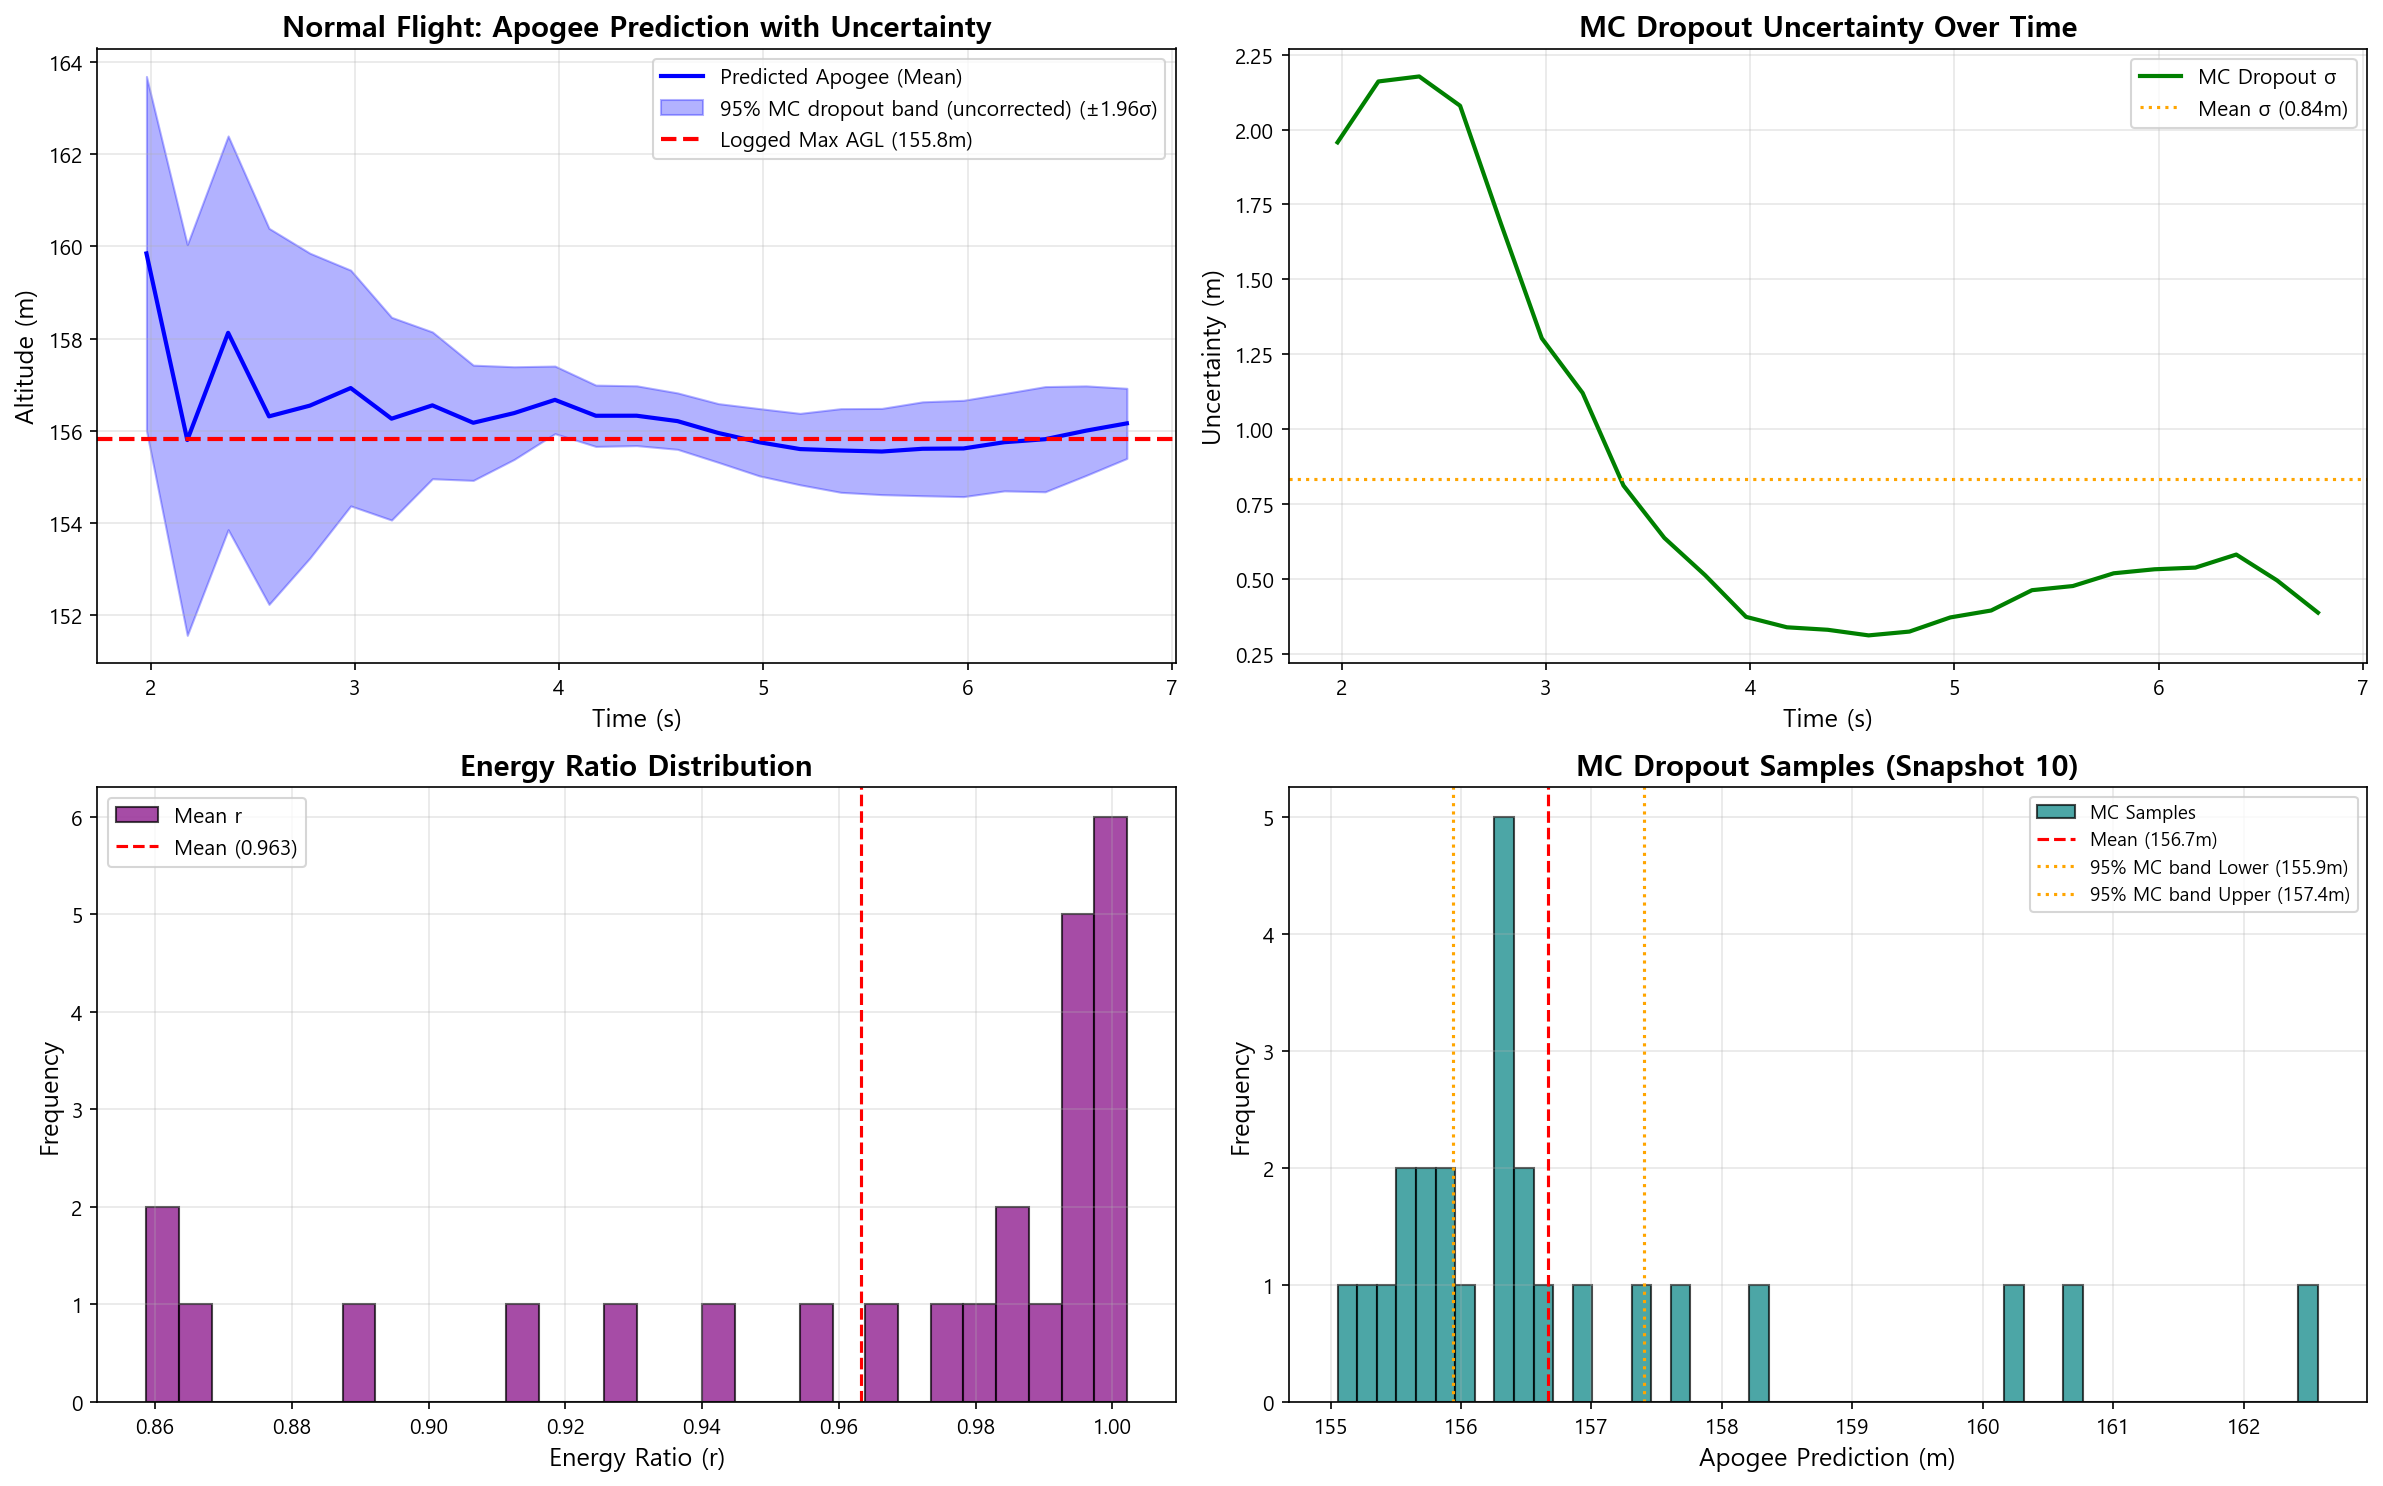 Normal Flight: Apogee Prediction with Uncertainty
Predicted Apogee (Mean)
95% MC dropout band (uncorrected) (±1.96σ)
Logged Max AGL (155.8m)
Altitude (m)
164
162
160
158
156
154
152
2 3 4 5 6 7
Time (s)
MC Dropout Uncertainty Over Time
MC Dropout σ
Mean σ (0.84m)
Uncertainty (m)
2.25
2.00
1.75
1.50
1.25
1.00
0.75
0.50
0.25
2 3 4 5 6 7
Time (s)
Energy Ratio Distribution
Mean r
Mean (0.963)
Frequency
6
5
4
3
2
1
0
0.86 0.88 0.90 0.92 0.94 0.96 0.98 1.00
Energy Ratio (r)
MC Dropout Samples (Snapshot 10)
MC Samples
Mean (156.7m)
95% MC band Lower (155.9m)
95% MC band Upper (157.4m)
Frequency
5
4
3
2
1
0
155 156 157 158 159 160 161 162
Apogee Prediction (m)